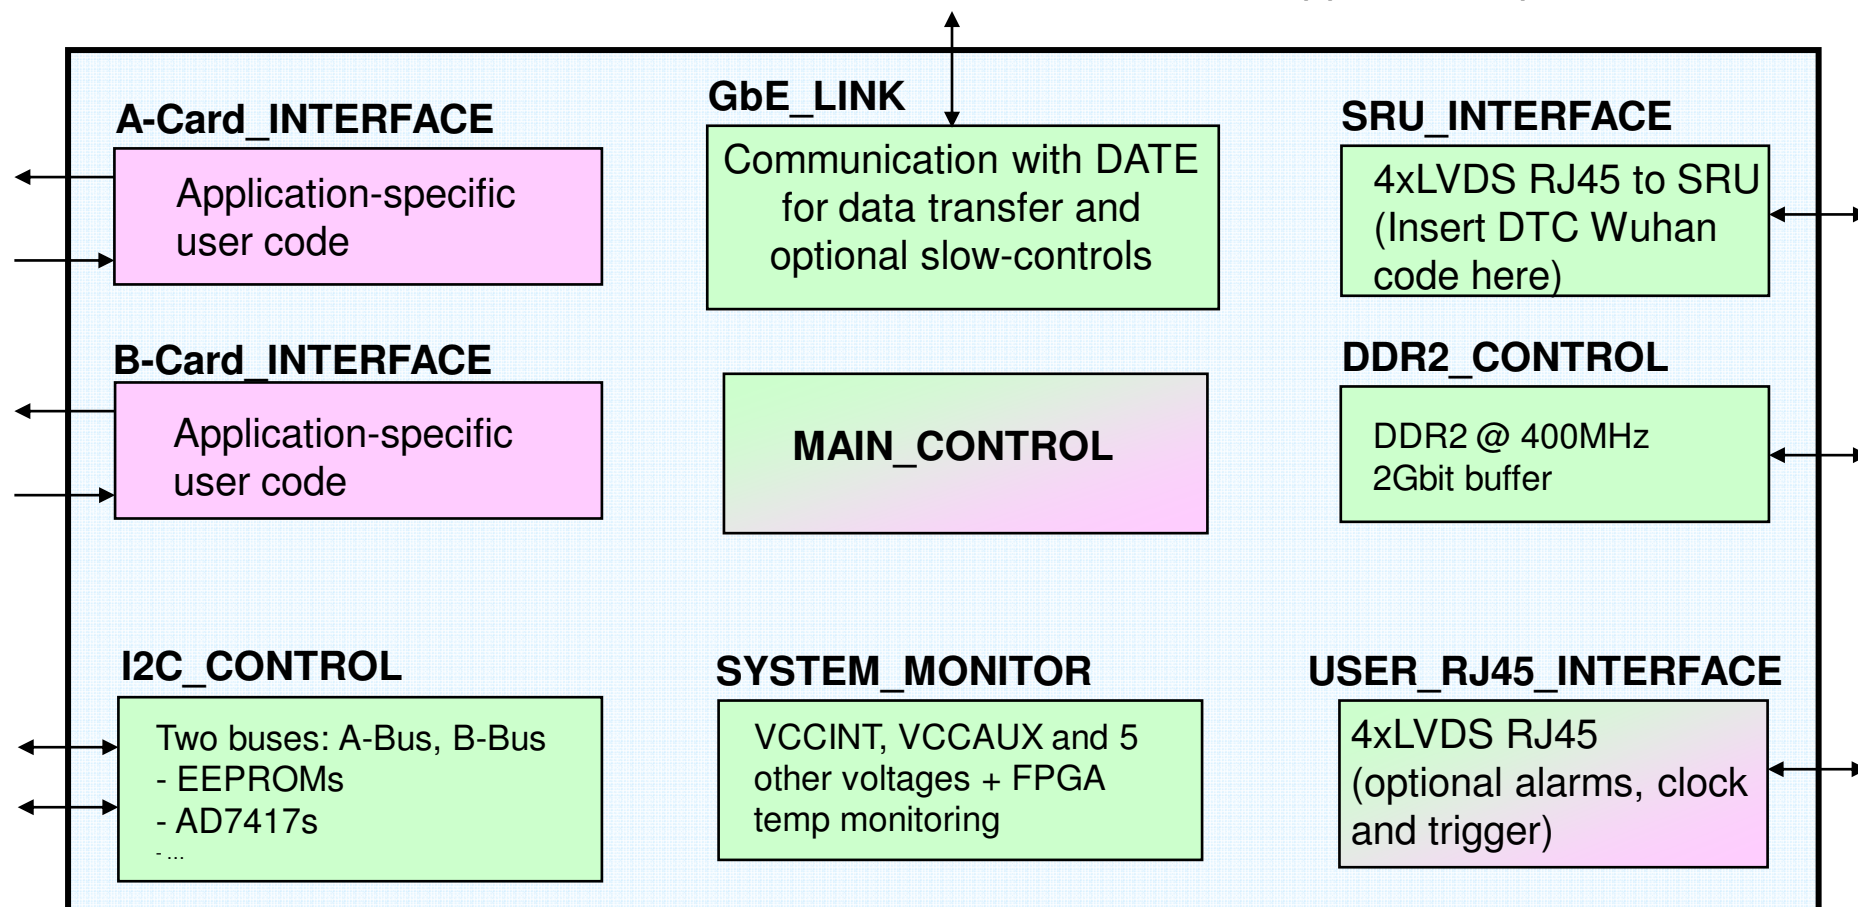 A-Card_INTERFACE
Application-specific
user code
GbE_LINK
Communication with DATE
for data transfer and
optional slow-controls
SRU_INTERFACE
4xLVDS RJ45 to SRU
(Insert DTC Wuhan
code here)
B-Card_INTERFACE
Application-specific
user code
MAIN_CONTROL
DDR2_CONTROL
DDR2 @ 400MHz
2Gbit buffer
I2C_CONTROL
Two buses: A-Bus, B-Bus
- EEPROMs
- AD7417s
- ...
SYSTEM_MONITOR
VCCINT, VCCAUX and 5
other voltages + FPGA
temp monitoring
USER_RJ45_INTERFACE
4xLVDS RJ45
(optional alarms, clock
and trigger)